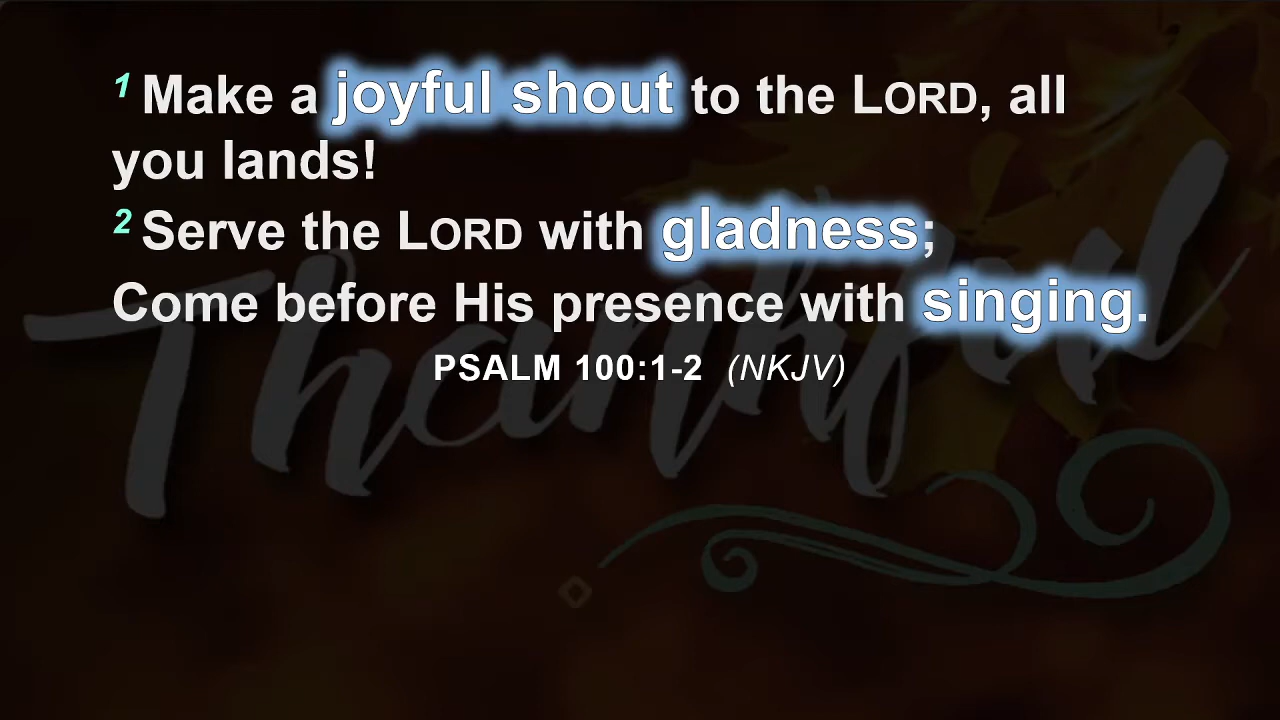 1 Make a joyful shout to the LORD, all
you lands!
2 Serve the LORD with gladness;
Come before His presence with singing.
PSALM 100:1-2 (NKJV)
Thankful